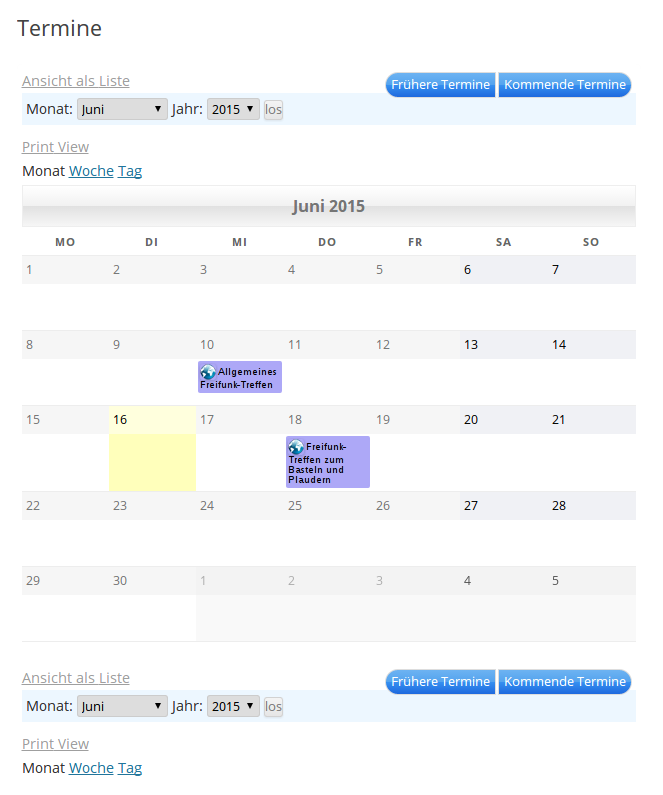 Termine
Ansicht als Liste
Frühere Termine Kommende Termine
Monat: Juni Jahr: 2015 los
Print View
Monat Woche Tag
Juni 2015
MO DI MI DO FR SA SO
1 2 3 4 5 6 7
8 9 10 11 12 13 14
Allgemeines
Freifunk-Treffen
15 16 17 18 19 20 21
Freifunk-
Treffen zum
Basteln und
Plaudern
22 23 24 25 26 27 28
29 30 1 2 3 4 5
Ansicht als Liste
Frühere Termine Kommende Termine
Monat: Juni Jahr: 2015 los
Print View
Monat Woche Tag